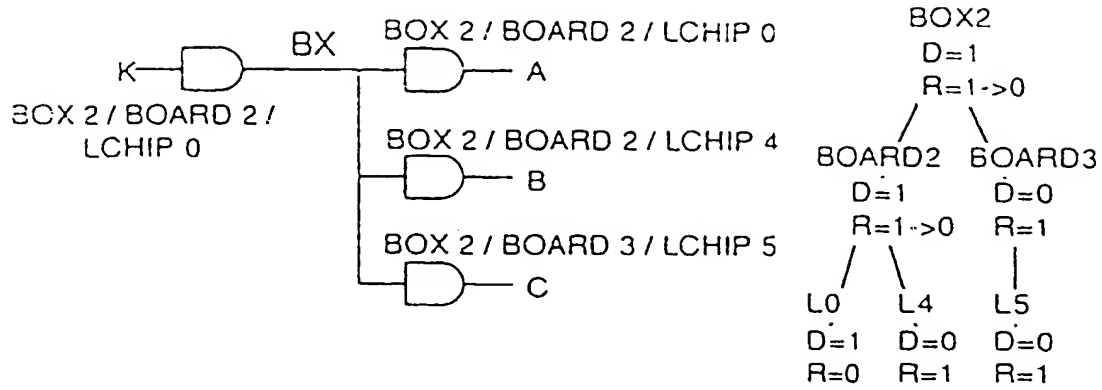 BX
K
BOX 2 / BOARD 2 /
LCHIP 0
BOX 2 / BOARD 2 / LCHIP 0
A
BOX 2 / BOARD 2 / LCHIP 4
B
BOX 2 / BOARD 3 / LCHIP 5
C
BOX2
D=1
R=1->0
BOARD2 BOARD3
D=1 D=0
R=1->0 R=1
L0 L4 L5
D=1 D=0 D=0
R=0 R=1 R=1